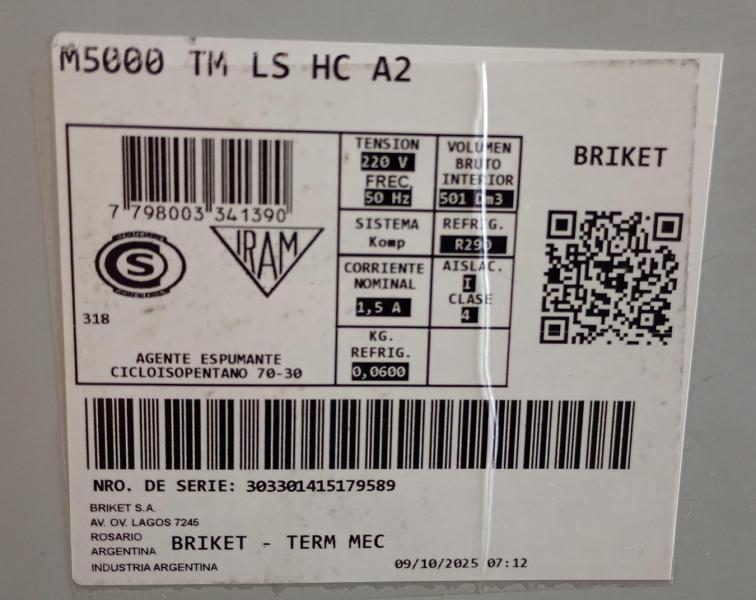 M5000 TM LS HC A2
BRIKET
7 798003 341390
S
IRAM
318
AGENTE ESPUMANTE
CICLOISOPENTANO 70-30
TENSION
220 V
FREC.
50 Hz
VOLUMEN
BRUTO
INTERIOR
501 Dm3
SISTEMA
Komp
REFRIG.
R290
CORRIENTE
NOMINAL
1,5 A
AISLAC.
I
CLASE
4
KG.
REFRIG.
0,0600
NRO. DE SERIE: 303301415179589
BRIKET S.A.
AV. OV. LAGOS 7245
ROSARIO
ARGENTINA
INDUSTRIA ARGENTINA
BRIKET - TERM MEC
09/10/2025 07:12